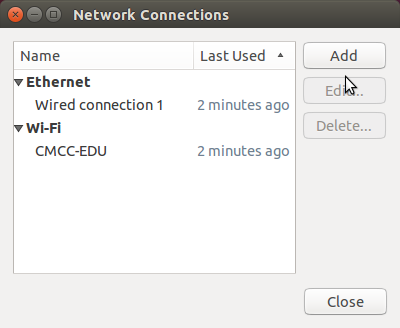 Network Connections
Name Last Used
Add
Ethernet
Edit...
Wired connection 1 2 minutes ago
Delete...
Wi-Fi
CMCC-EDU 2 minutes ago
Close